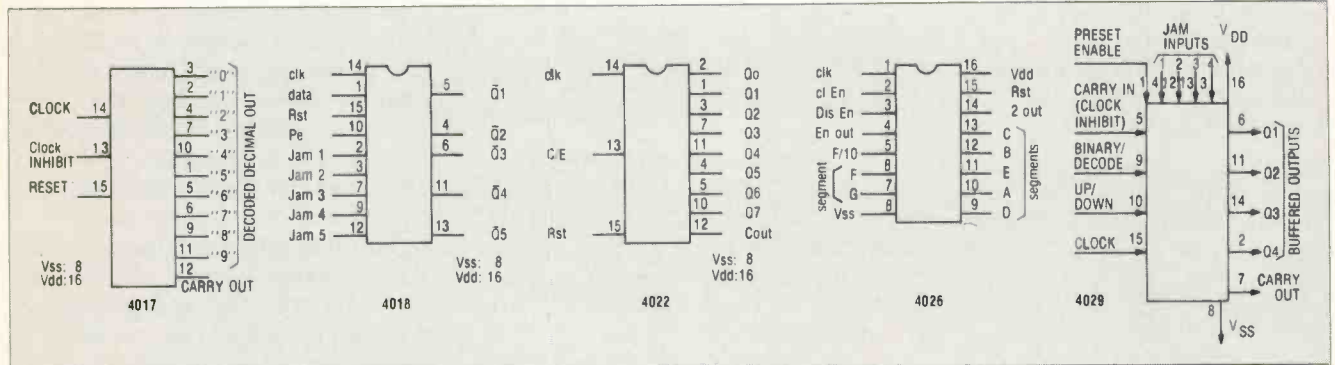 CLOCK 14
Clock INHIBIT 13
RESET 15
3 "0"
2 "1"
4 "2"
7 "3"
10 "4"
1 "5"
5 "6"
6 "7"
9 "8"
11 "9"
12
CARRY OUT
DECODED DECIMAL OUT
Vss: 8
Vdd:16
4017
clk 14
data 1
Rst 15
Pe 10
Jam 1 2
Jam 2 3
Jam 3 7
Jam 4 9
Jam 5 12
5 Q̅1
4 Q̅2
6 Q̅3
11 Q̅4
13 Q̅5
Vss: 8
Vdd:16
4018
clk 14
C/E 13
Rst 15
2 Qo
1 Q1
3 Q2
7 Q3
11 Q4
4 Q5
5 Q6
10 Q7
12 Cout
Vss: 8
Vdd:16
4022
clk 1
cl En 2
Dis En 3
En out 4
F/10 5
segment
F 8
G 7
Vss 8
16 Vdd
15 Rst
14 2 out
13 C
12 B
11 E
10 A
9 D
segments
4026
PRESET ENABLE
JAM INPUTS
V DD
1 2 3 4
1 4 12 13 3 16
CARRY IN (CLOCK INHIBIT) 5
BINARY/ DECODE 9
UP/ DOWN 10
CLOCK 15
6 Q1
11 Q2
14 Q3
2 Q4
BUFFERED OUTPUTS
7 CARRY OUT
8 VSS
4029